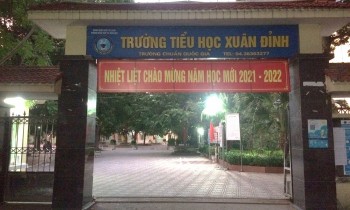 TRƯỜNG TIỂU HỌC XUÂN ĐỈNH
TRƯỜNG CHUẨN QUỐC GIA
NHIỆT LIỆT CHÀO MỪNG NĂM HỌC MỚI 2021 - 2022